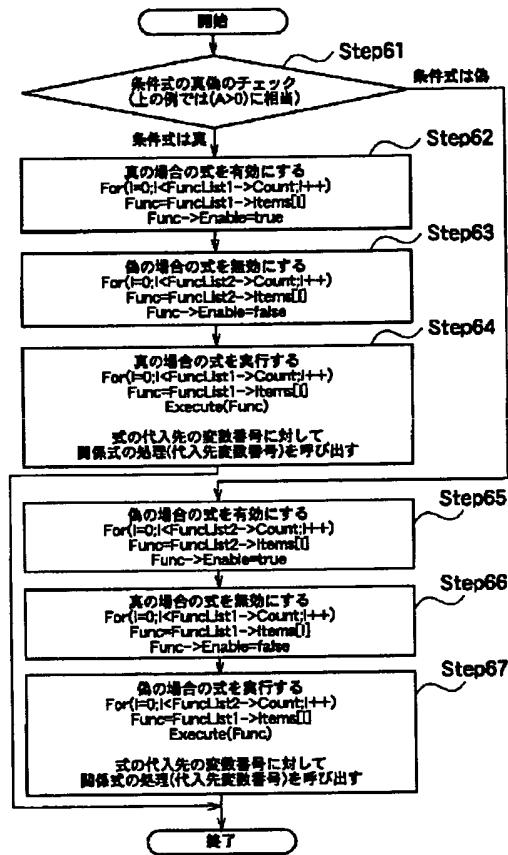 開始
Step61
条件式の真偽のチェック
(上の例では(A>0)に相当)
条件式は偽
条件式は真
Step62
真の場合の式を有効にする
For(i=0;i<FuncList1->Count;i++)
Func=FuncList1->Items[i]
Func->Enable=true
Step63
偽の場合の式を無効にする
For(i=0;i<FuncList2->Count;i++)
Func=FuncList2->Items[i]
Func->Enable=false
Step64
真の場合の式を実行する
For(i=0;i<FuncList1->Count;i++)
Func=FuncList1->Items[i]
Execute(Func)
式の代入先の変数番号に対して
関係式の処理(代入先変数番号)を呼び出す
Step65
偽の場合の式を有効にする
For(i=0;i<FuncList2->Count;i++)
Func=FuncList2->Items[i]
Func->Enable=true
Step66
真の場合の式を無効にする
For(i=0;i<FuncList1->Count;i++)
Func=FuncList1->Items[i]
Func->Enable=false
Step67
偽の場合の式を実行する
For(i=0;i<FuncList2->Count;i++)
Func=FuncList1->Items[i]
Execute(Func)
式の代入先の変数番号に対して
関係式の処理(代入先変数番号)を呼び出す
終了